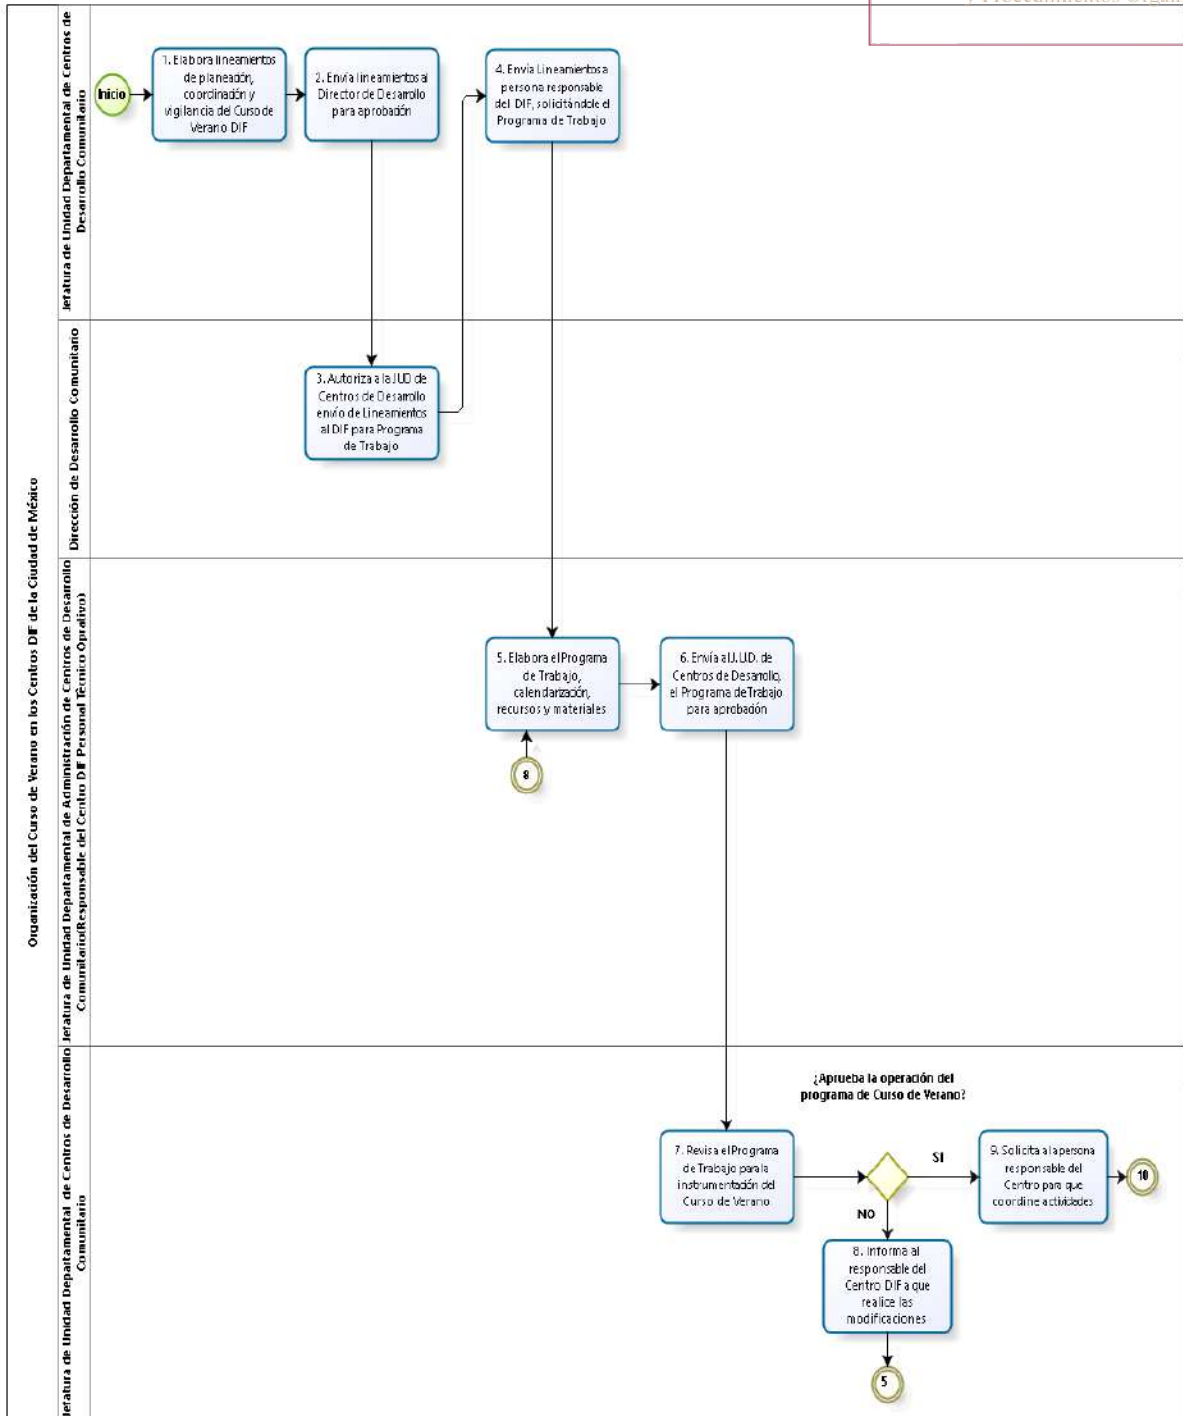 y Procedimientos Organi
Organización del Curso de Verano en los Centros DIF de la Ciudad de México
Jefatura de Unidad Departamental de Centros de
Desarrollo Comunitario
Inicio
1. Elabora lineamientos
de planeación,
coordinación y
vigilancia del Curso de
Verano DIF
2. Envía lineamientos al
Director de Desarrollo
para aprobación
4. Envía Lineamientos a
persona responsable
del DIF, solicitándole el
Programa de Trabajo
Dirección de Desarrollo Comunitario
3. Autoriza a la JUD de
Centros de Desarrollo
envío de Lineamientos
al DIF para Programa
de Trabajo
Jefatura de Unidad Departamental de Administración de Centros de Desarrollo
Comunitario(Responsable del Centro DIF Personal Técnico Oprativo)
5. Elabora el Programa
de Trabajo,
calendarización,
recursos y materiales
6. Envía al J.U.D. de
Centros de Desarrollo,
el Programa de Trabajo
para aprobación
8
Jefatura de Unidad Departamental de Centros de Desarrollo
Comunitario
¿Aprueba la operación del
programa de Curso de Verano?
7. Revisa el Programa
de Trabajo para la
instrumentación del
Curso de Verano
SI
9. Solicita a la persona
responsable del
Centro para que
coordine actividades
10
NO
8. Informa al
responsable del
Centro DIF a que
realice las
modificaciones
5